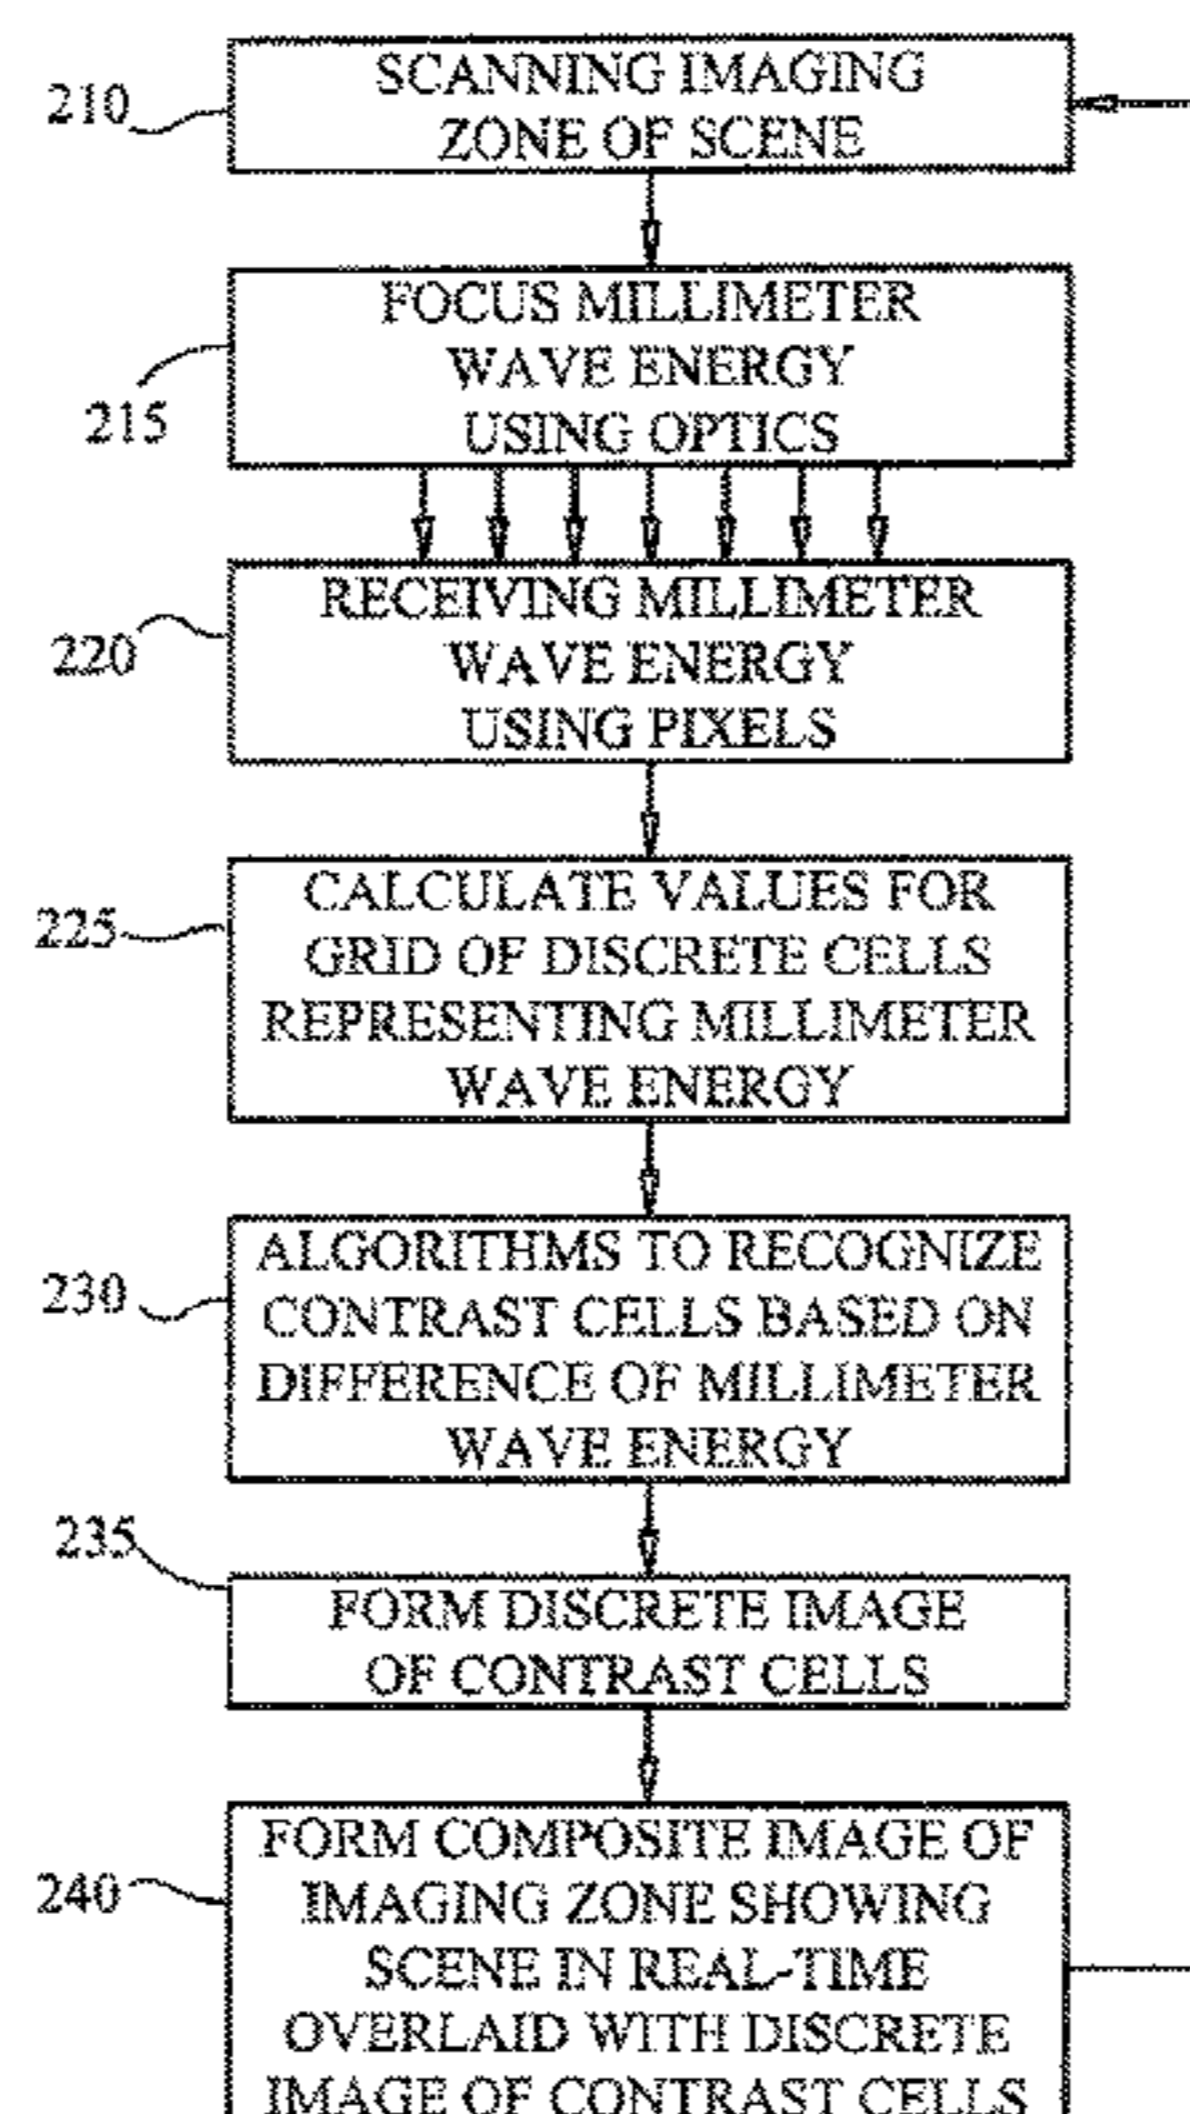 210
SCANNING IMAGING
ZONE OF SCENE
215
FOCUS MILLIMETER
WAVE ENERGY
USING OPTICS
220
RECEIVING MILLIMETER
WAVE ENERGY
USING PIXELS
225
CALCULATE VALUES FOR
GRID OF DISCRETE CELLS
REPRESENTING MILLIMETER
WAVE ENERGY
230
ALGORITHMS TO RECOGNIZE
CONTRAST CELLS BASED ON
DIFFERENCE OF MILLIMETER
WAVE ENERGY
235
FORM DISCRETE IMAGE
OF CONTRAST CELLS
240
FORM COMPOSITE IMAGE OF
IMAGING ZONE SHOWING
SCENE IN REAL-TIME
OVERLAID WITH DISCRETE
IMAGE OF CONTRAST CELLS